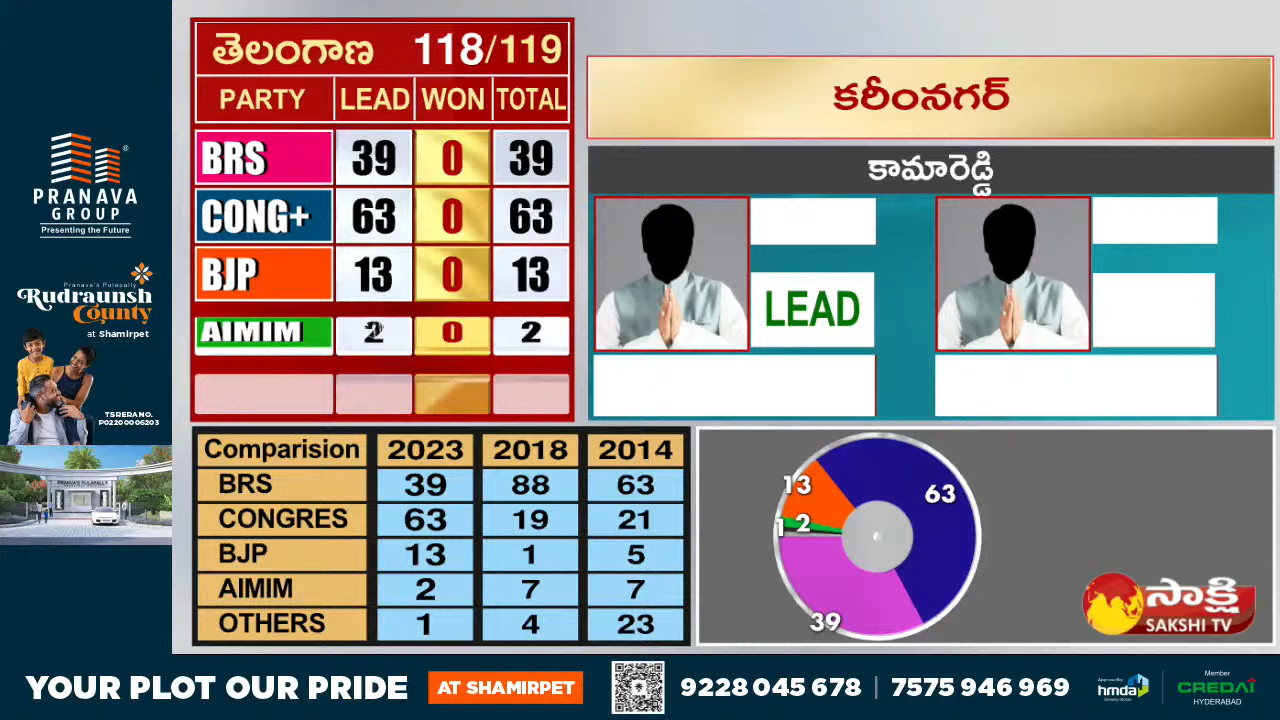 తెలంగాణ 118/119
PARTY LEAD WON TOTAL
BRS 39 0 39
CONG+ 63 0 63
BJP 13 0 13
AIMIM 2 0 2
కరీంనగర్
కామారెడ్డి
LEAD
Comparision 2023 2018 2014
BRS 39 88 63
CONGRES 63 19 21
BJP 13 1 5
AIMIM 2 7 7
OTHERS 1 4 23
13
63
1 2
39
సాక్షి
SAKSHI TV
®
PRANAVA
GROUP
Presenting the Future
Pranava's Pulapally
Rudraunsh
County
at Shamirpet
TSRERANO.
P02200006203
YOUR PLOT OUR PRIDE AT SHAMIRPET 9228 045 678 | 7575 946 969
Approved by
hmda
Member
CREDAI
HYDERABAD